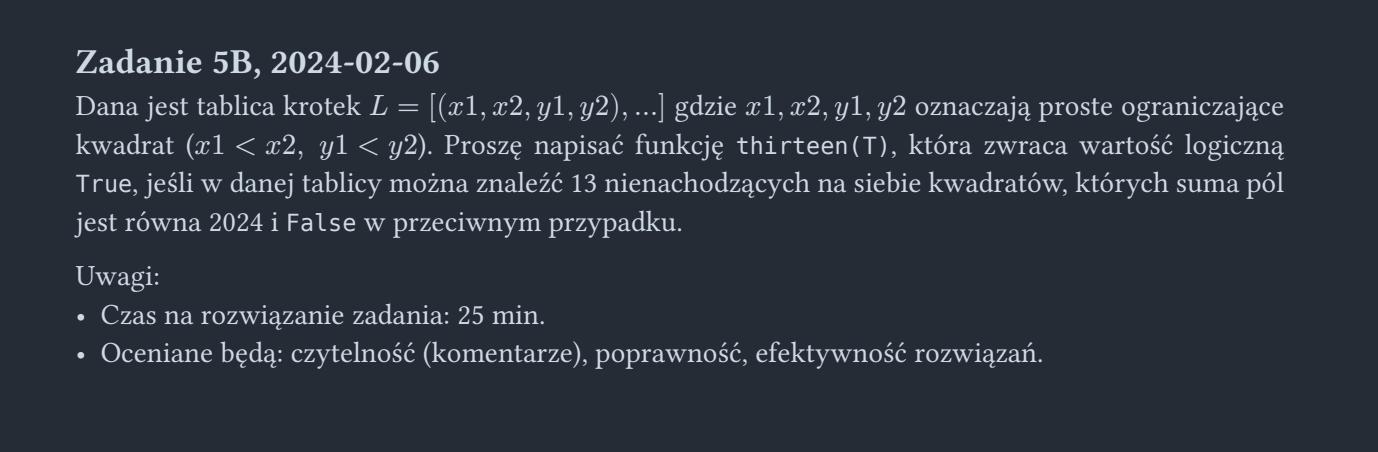 Zadanie 5B, 2024-02-06
Dana jest tablica krotek L = [(x1, x2, y1, y2), ...] gdzie x1, x2, y1, y2 oznaczają proste ograniczające
kwadrat (x1 < x2, y1 < y2). Proszę napisać funkcję thirteen(T), która zwraca wartość logiczną
True, jeśli w danej tablicy można znaleźć 13 nienachodzących na siebie kwadratów, których suma pól
jest równa 2024 i False w przeciwnym przypadku.
Uwagi:
• Czas na rozwiązanie zadania: 25 min.
• Oceniane będą: czytelność (komentarze), poprawność, efektywność rozwiązań.